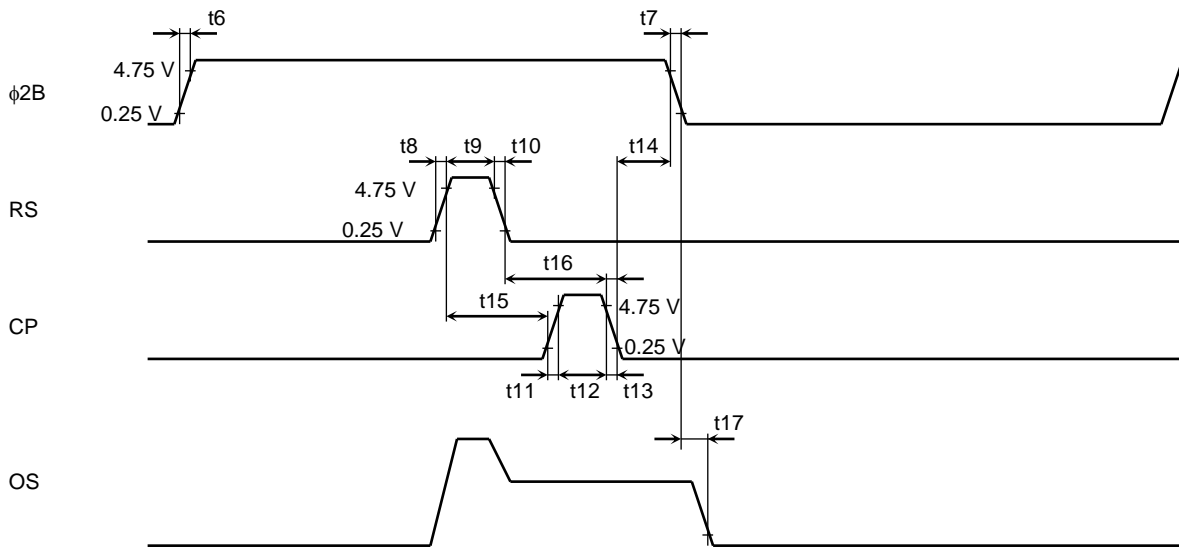 t6
t7
4.75 V
ϕ2B
0.25 V
t8
t9
t10
t14
4.75 V
RS
0.25 V
t16
t15
4.75 V
CP
0.25 V
t11
t12
t13
t17
OS